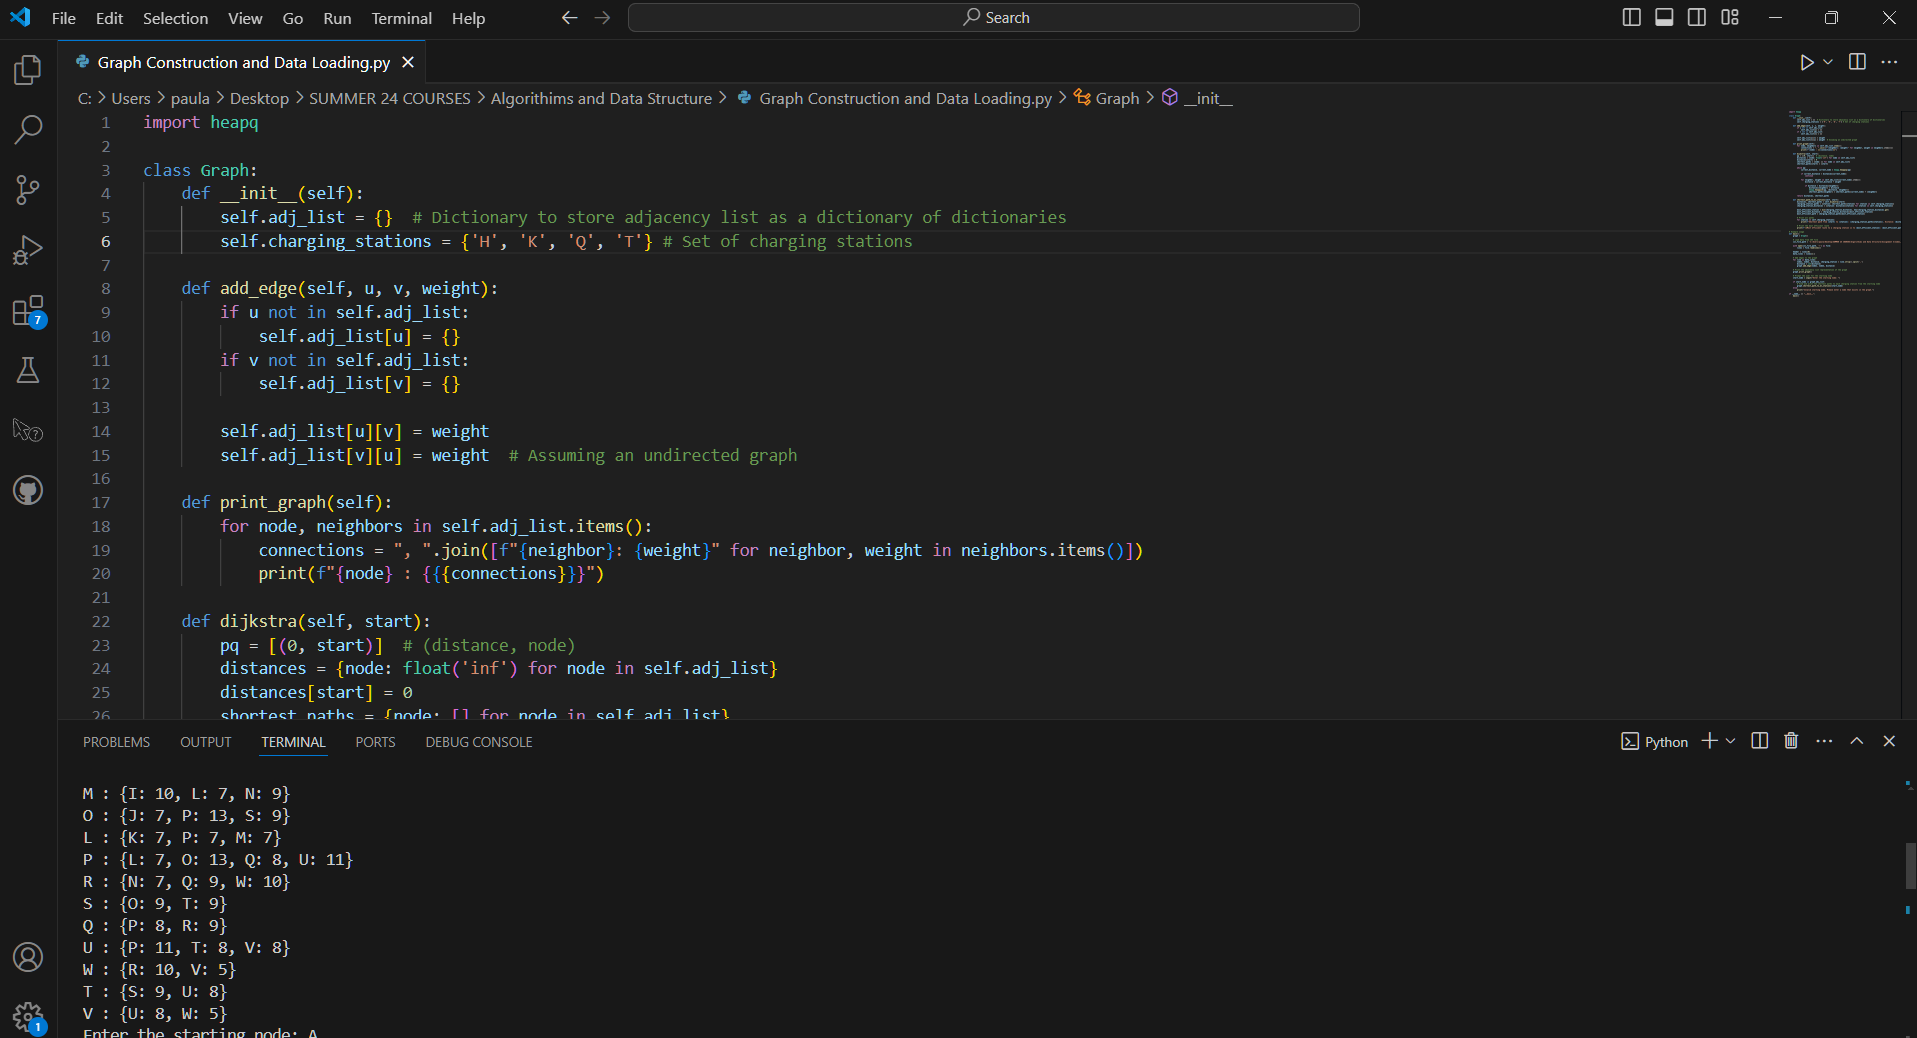 File Edit Selection View Go Run Terminal Help
Search
Graph Construction and Data Loading.py
C: > Users > paula > Desktop > SUMMER 24 COURSES > Algorithims and Data Structure > Graph Construction and Data Loading.py > Graph > __init__
1 import heapq
2
3 class Graph:
4 def __init__(self):
5 self.adj_list = {} # Dictionary to store adjacency list as a dictionary of dictionaries
6 self.charging_stations = {'H', 'K', 'Q', 'T'} # Set of charging stations
7
8 def add_edge(self, u, v, weight):
9 if u not in self.adj_list:
10 self.adj_list[u] = {}
11 if v not in self.adj_list:
12 self.adj_list[v] = {}
13
14 self.adj_list[u][v] = weight
15 self.adj_list[v][u] = weight # Assuming an undirected graph
16
17 def print_graph(self):
18 for node, neighbors in self.adj_list.items():
19 connections = ", ".join([f"{neighbor}: {weight}" for neighbor, weight in neighbors.items()])
20 print(f"{node} : {{{connections}}}")
21
22 def dijkstra(self, start):
23 pq = [(0, start)] # (distance, node)
24 distances = {node: float('inf') for node in self.adj_list}
25 distances[start] = 0
26 shortest_paths = {node: [] for node in self.adj_list}
7
PROBLEMS OUTPUT TERMINAL PORTS DEBUG CONSOLE
Python
M : {I: 10, L: 7, N: 9}
O : {J: 7, P: 13, S: 9}
L : {K: 7, P: 7, M: 7}
P : {L: 7, O: 13, Q: 8, U: 11}
R : {N: 7, Q: 9, W: 10}
S : {O: 9, T: 9}
Q : {P: 8, R: 9}
U : {P: 11, T: 8, V: 8}
W : {R: 10, V: 5}
T : {S: 9, U: 8}
V : {U: 8, W: 5}
Enter the starting node: A
1